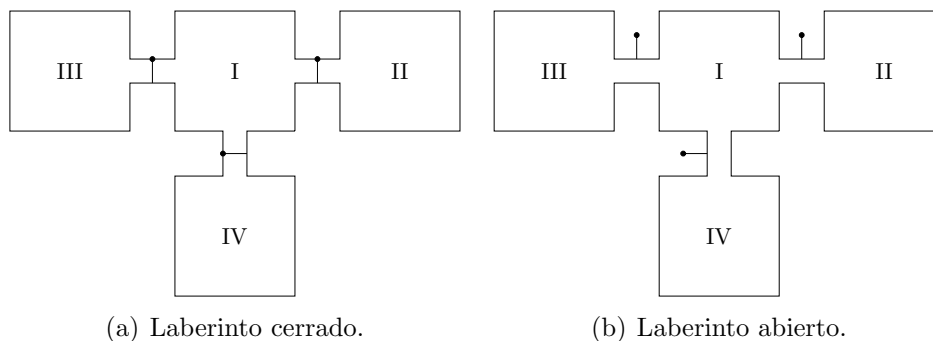 III I II III I II
IV IV
(a) Laberinto cerrado. (b) Laberinto abierto.